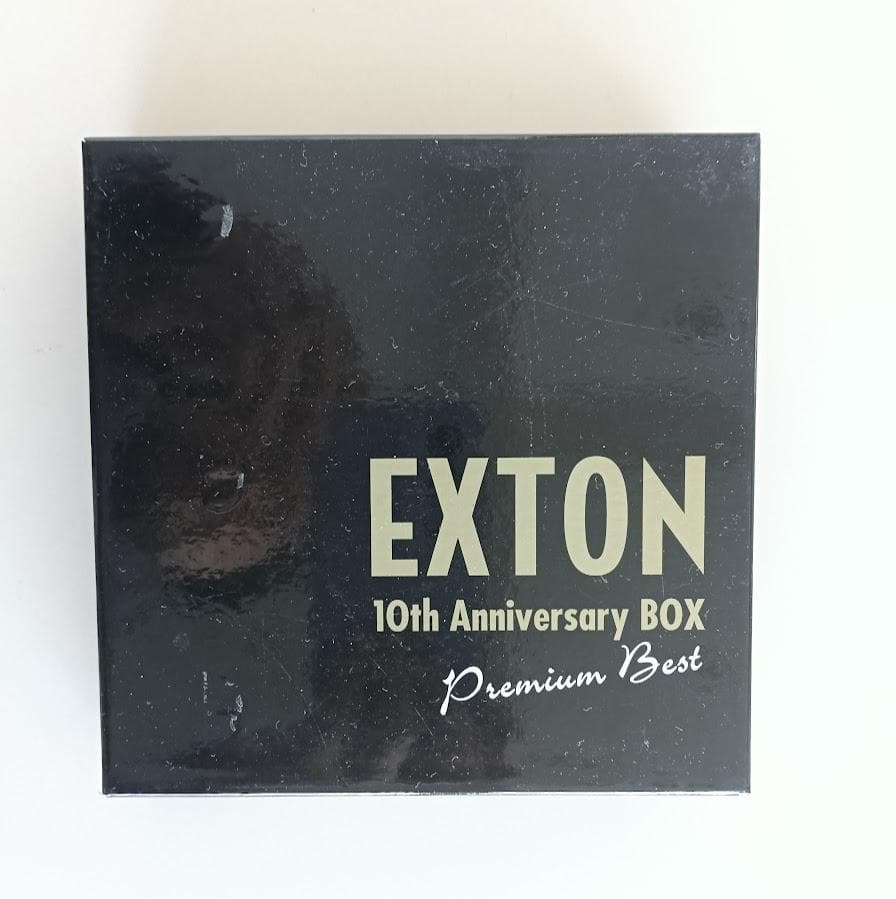 EXTON
10th Anniversary BOX
Premium Best